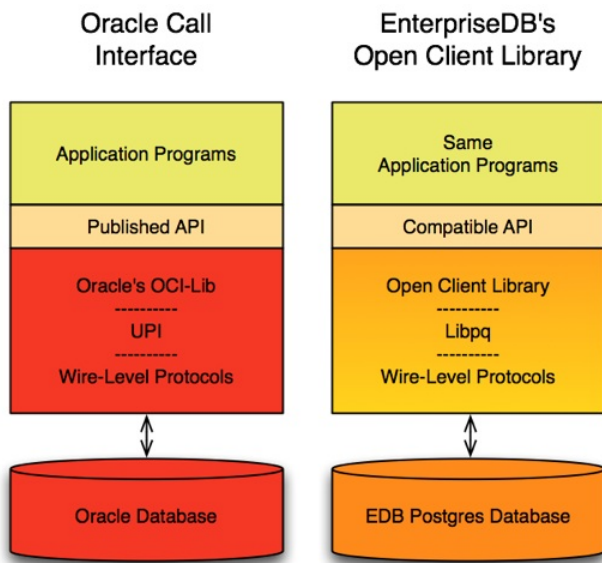 Oracle Call
Interface
Application Programs
Published API
Oracle's OCI-Lib
----------
UPI
----------
Wire-Level Protocols
Oracle Database
EnterpriseDB's
Open Client Library
Same
Application Programs
Compatible API
Open Client Library
----------
Libpq
----------
Wire-Level Protocols
EDB Postgres Database